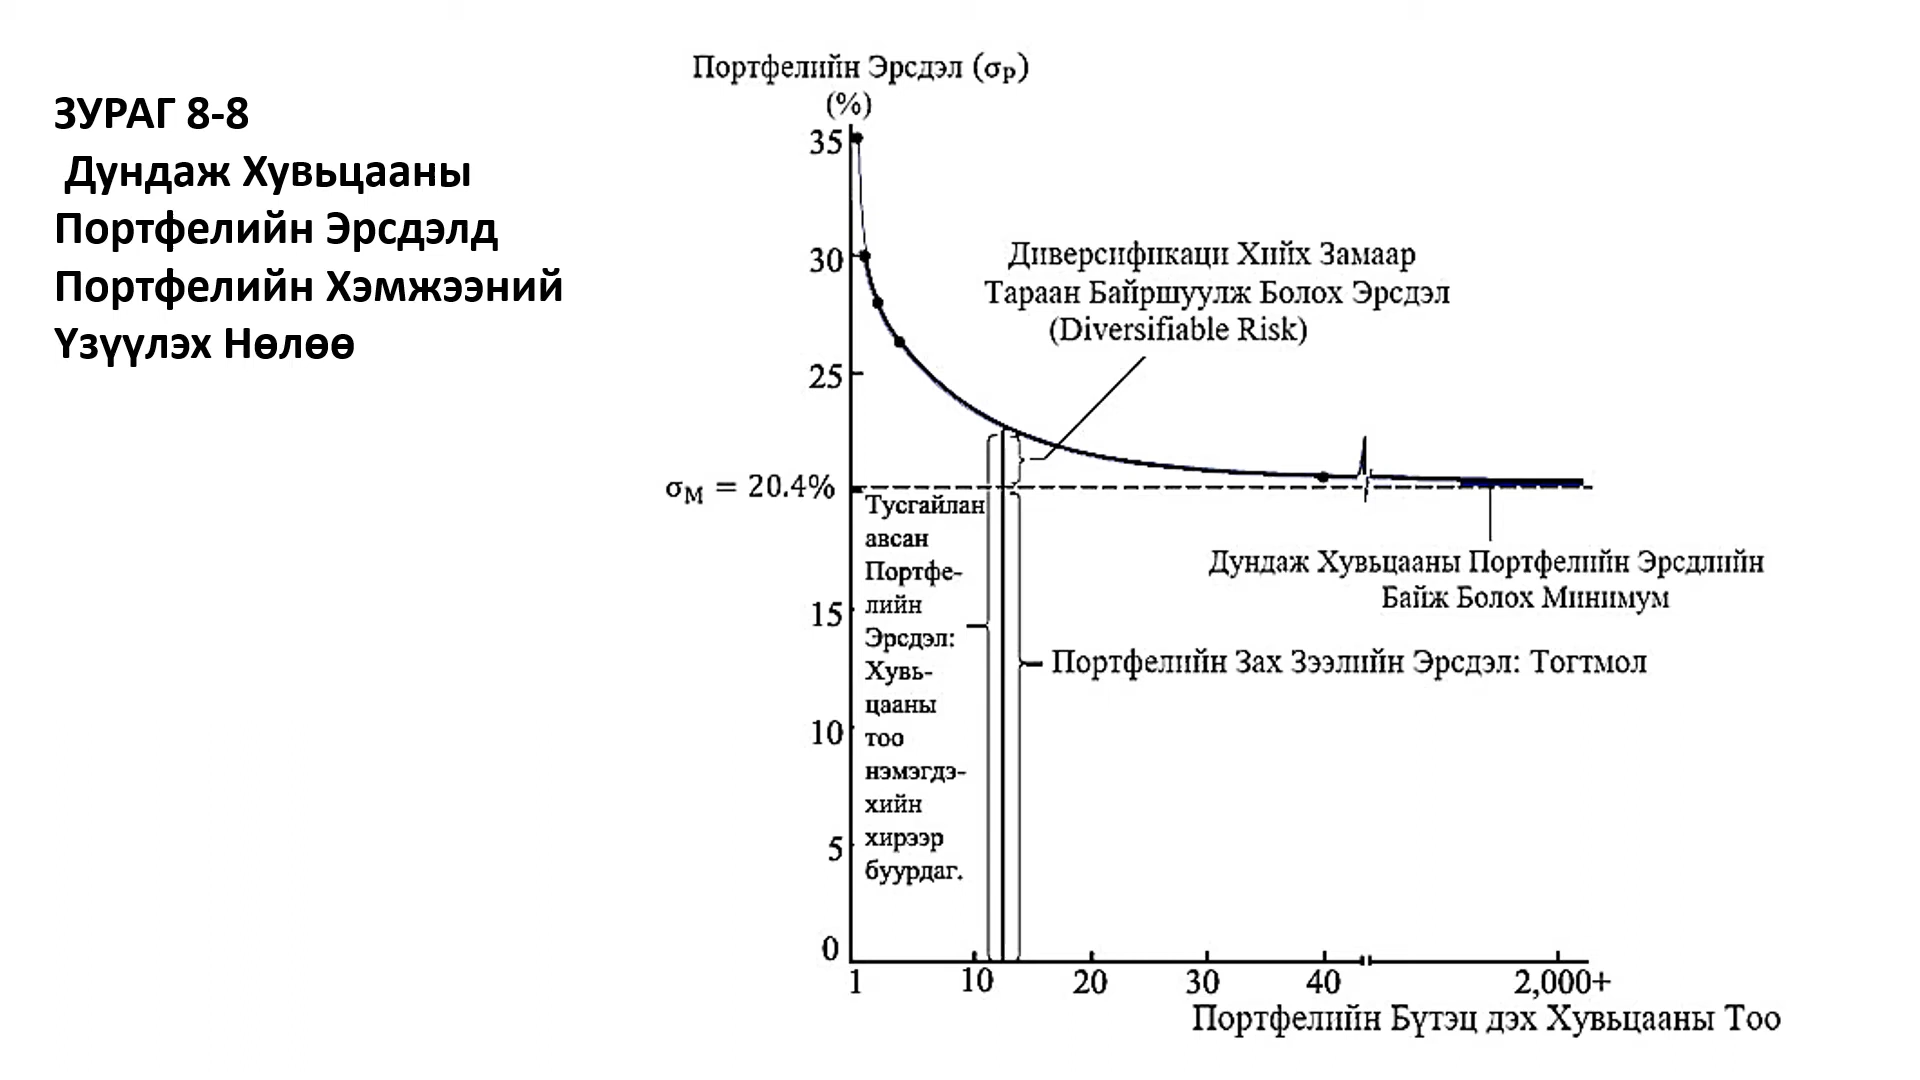 ЗУРАГ 8-8
Дундаж Хувьцааны
Портфелийн Эрсдэлд
Портфелийн Хэмжээний
Үзүүлэх Нөлөө
Портфелийн Эрсдэл (σP)
(%)
35
30
25
σM = 20.4%
15
10
5
0
Диверсификаци Хийх Замаар
Тараан Байршуулж Болох Эрсдэл
(Diversifiable Risk)
Тусгайлан
авсан
Портфе-
лийн
Эрсдэл:
Хувь-
цааны
тоо
нэмэгдэ-
хийн
хирээр
буурдаг.
Дундаж Хувьцааны Портфелийн Эрсдлийн
Байж Болох Минимум
Портфелийн Зах Зээлийн Эрсдэл: Тогтмол
1 10 20 30 40 2,000+
Портфелийн Бүтэц дэх Хувьцааны Тоо